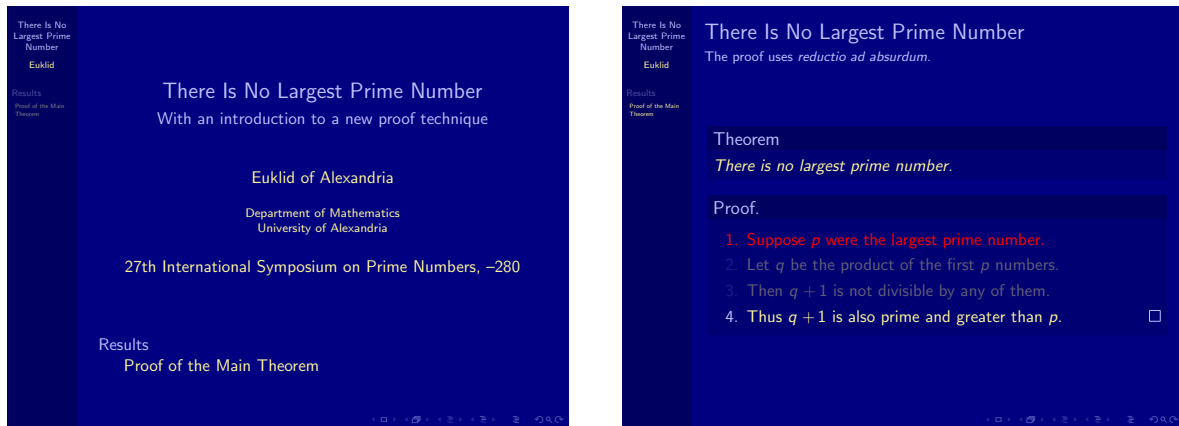 There Is No
Largest Prime
Number
Euklid
Results
Proof of the Main
Theorem
There Is No Largest Prime Number
With an introduction to a new proof technique
Euklid of Alexandria
Department of Mathematics
University of Alexandria
27th International Symposium on Prime Numbers, –280
Results
Proof of the Main Theorem
There Is No
Largest Prime
Number
Euklid
Results
Proof of the Main
Theorem
There Is No Largest Prime Number
The proof uses reductio ad absurdum.
Theorem
There is no largest prime number.
Proof.
1. Suppose p were the largest prime number.
2. Let q be the product of the first p numbers.
3. Then q + 1 is not divisible by any of them.
4. Thus q + 1 is also prime and greater than p.